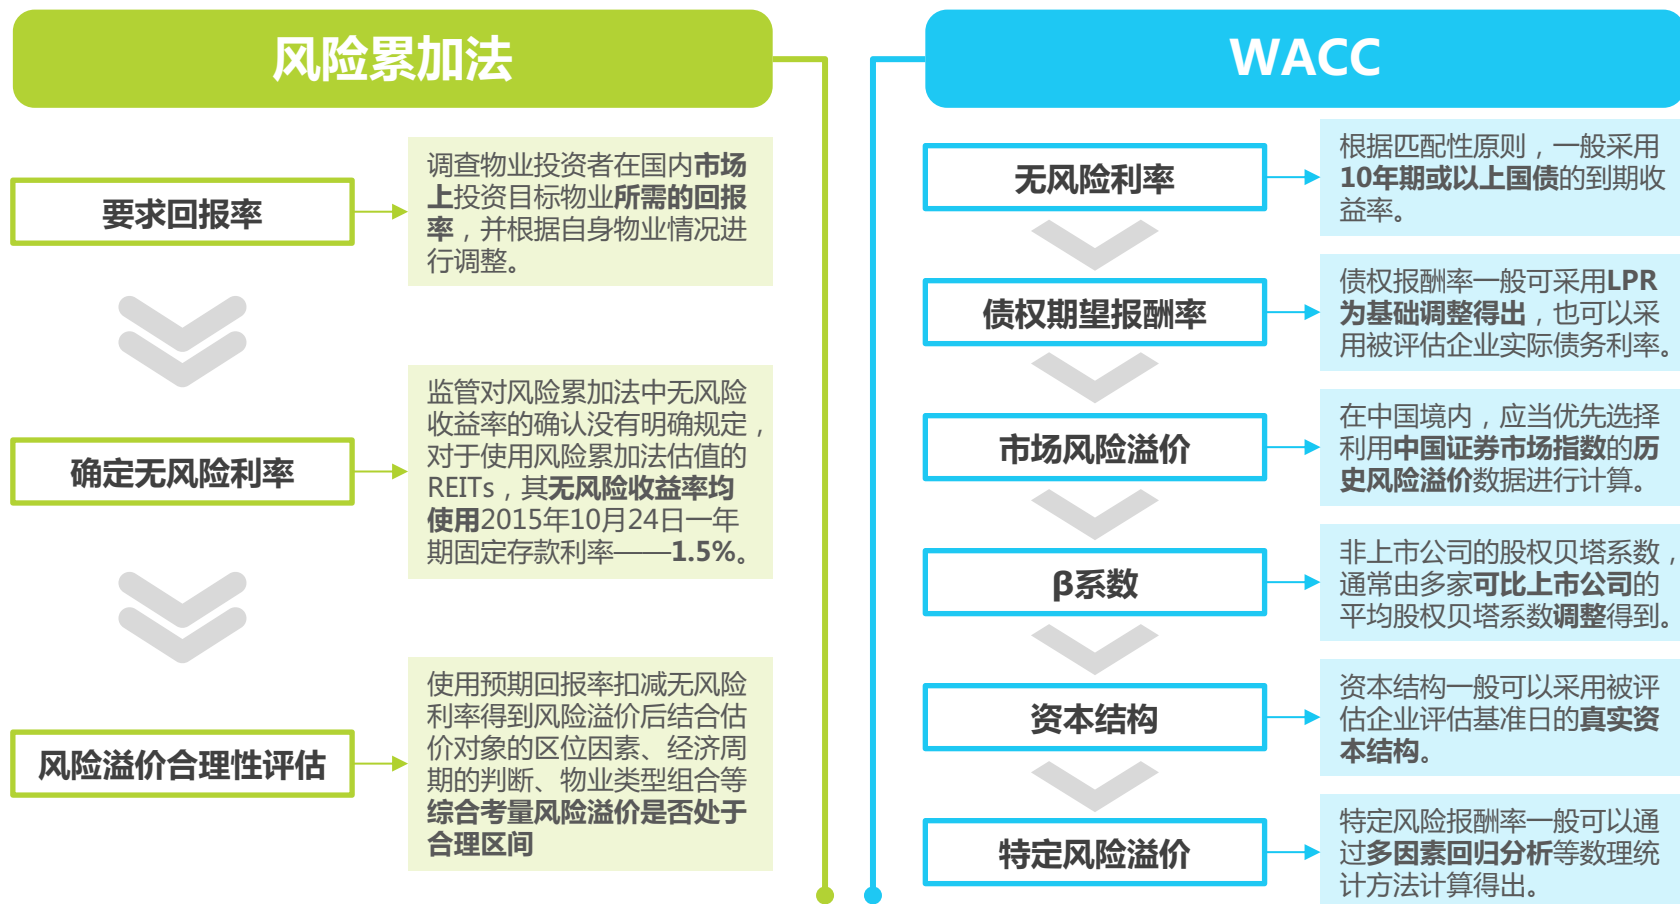 风险累加法
要求回报率
调查物业投资者在国内市场
上投资目标物业所需的回报
率，并根据自身物业情况进
行调整。
确定无风险利率
监管对风险累加法中无风险
收益率的确认没有明确规定，
对于使用风险累加法估值的
REITs，其无风险收益率均
使用2015年10月24日一年
期固定存款利率——1.5%。
风险溢价合理性评估
使用预期回报率扣减无风险
利率得到风险溢价后结合估
价对象的区位因素、经济周
期的判断、物业类型组合等
综合考量风险溢价是否处于
合理区间
WACC
无风险利率
根据匹配性原则，一般采用
10年期或以上国债的到期收
益率。
债权期望报酬率
债权报酬率一般可采用LPR
为基础调整得出，也可以采
用被评估企业实际债务利率。
市场风险溢价
在中国境内，应当优先选择
利用中国证券市场指数的历
史风险溢价数据进行计算。
β系数
非上市公司的股权贝塔系数，
通常由多家可比上市公司的
平均股权贝塔系数调整得到。
资本结构
资本结构一般可以采用被评
估企业评估基准日的真实资
本结构。
特定风险溢价
特定风险报酬率一般可以通
过多因素回归分析等数理统
计方法计算得出。